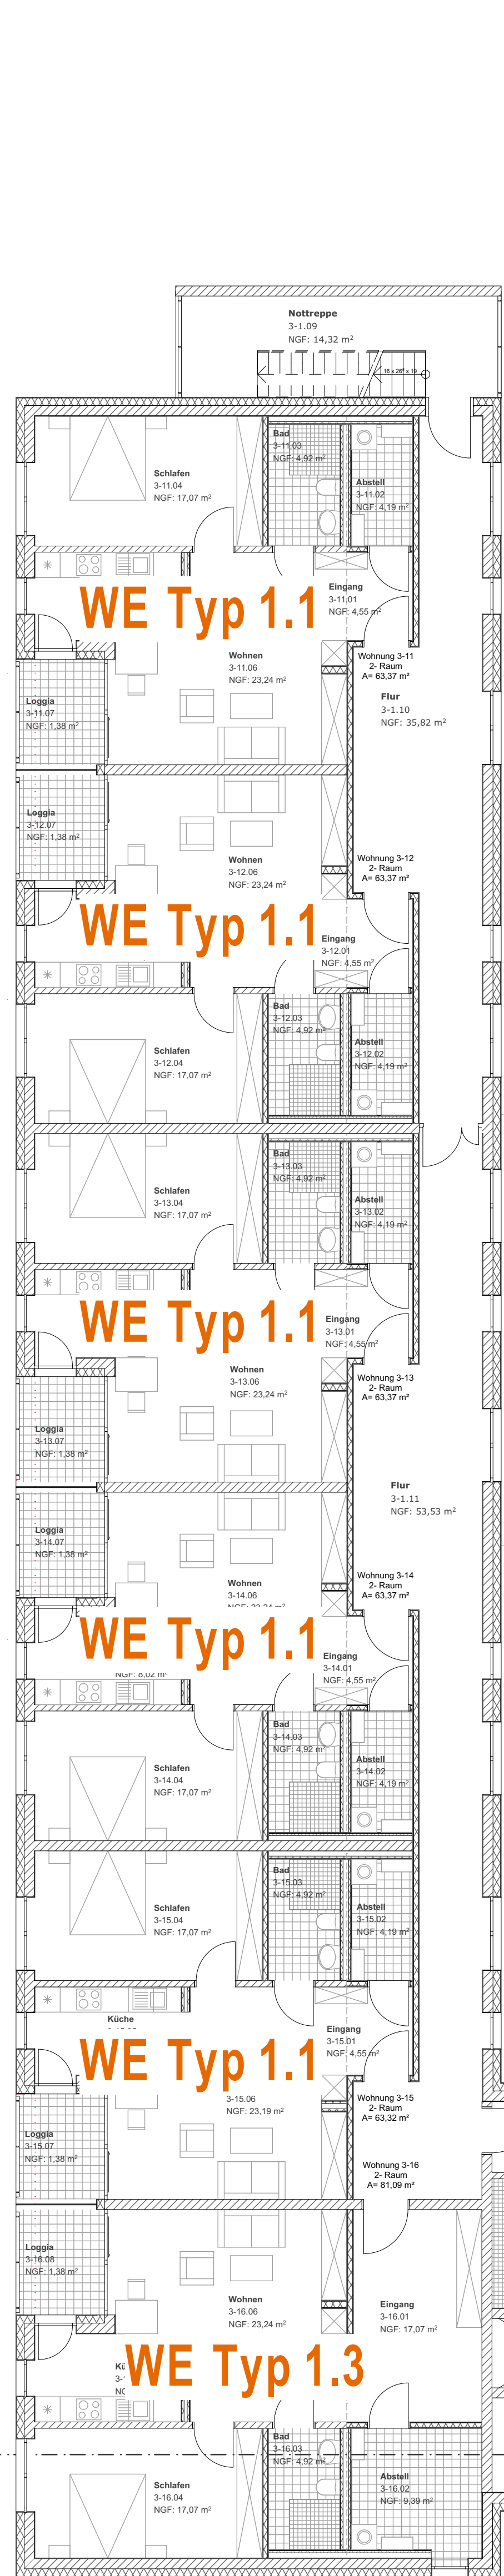 Nottreppe
3-1.09
NGF: 14,32 m²
16 x 26⁵ x 19
Bad
3-11.03
NGF: 4,92 m²
Schlafen
3-11.04
NGF: 17,07 m²
Abstell
3-11.02
NGF: 4,19 m²
WE Typ 1.1
Eingang
3-11.01
NGF: 4,55 m²
Wohnen
3-11.06
NGF: 23,24 m²
Wohnung 3-11
2- Raum
A= 63,37 m²
Flur
3-1.10
NGF: 35,82 m²
Loggia
3-11.07
NGF: 1,38 m²
Loggia
3-12.07
NGF: 1,38 m²
Wohnen
3-12.06
NGF: 23,24 m²
Wohnung 3-12
2- Raum
A= 63,37 m²
WE Typ 1.1
Eingang
3-12.01
NGF: 4,55 m²
Bad
3-12.03
NGF: 4,92 m²
Schlafen
3-12.04
NGF: 17,07 m²
Abstell
3-12.02
NGF: 4,19 m²
Bad
3-13.03
NGF: 4,92 m²
Schlafen
3-13.04
NGF: 17,07 m²
Abstell
3-13.02
NGF: 4,19 m²
WE Typ 1.1
Eingang
3-13.01
NGF: 4,55 m²
Wohnen
3-13.06
NGF: 23,24 m²
Wohnung 3-13
2- Raum
A= 63,37 m²
Loggia
3-13.07
NGF: 1,38 m²
Flur
3-1.11
NGF: 53,53 m²
Loggia
3-14.07
NGF: 1,38 m²
Wohnen
3-14.06
NGF: 23,24 m²
Wohnung 3-14
2- Raum
A= 63,37 m²
WE Typ 1.1
Eingang
3-14.01
NGF: 4,55 m²
NGF: 8,02 m²
Bad
3-14.03
NGF: 4,92 m²
Schlafen
3-14.04
NGF: 17,07 m²
Abstell
3-14.02
NGF: 4,19 m²
Bad
3-15.03
NGF: 4,92 m²
Schlafen
3-15.04
NGF: 17,07 m²
Abstell
3-15.02
NGF: 4,19 m²
Küche
WE Typ 1.1
Eingang
3-15.01
NGF: 4,55 m²
3-15.06
NGF: 23,19 m²
Wohnung 3-15
2- Raum
A= 63,32 m²
Loggia
3-15.07
NGF: 1,38 m²
Wohnung 3-16
2- Raum
A= 81,09 m²
Loggia
3-16.08
NGF: 1,38 m²
Wohnen
3-16.06
NGF: 23,24 m²
Eingang
3-16.01
NGF: 17,07 m²
WE Typ 1.3
Bad
3-16.03
NGF: 4,92 m²
Schlafen
3-16.04
NGF: 17,07 m²
Abstell
3-16.02
NGF: 9,39 m²